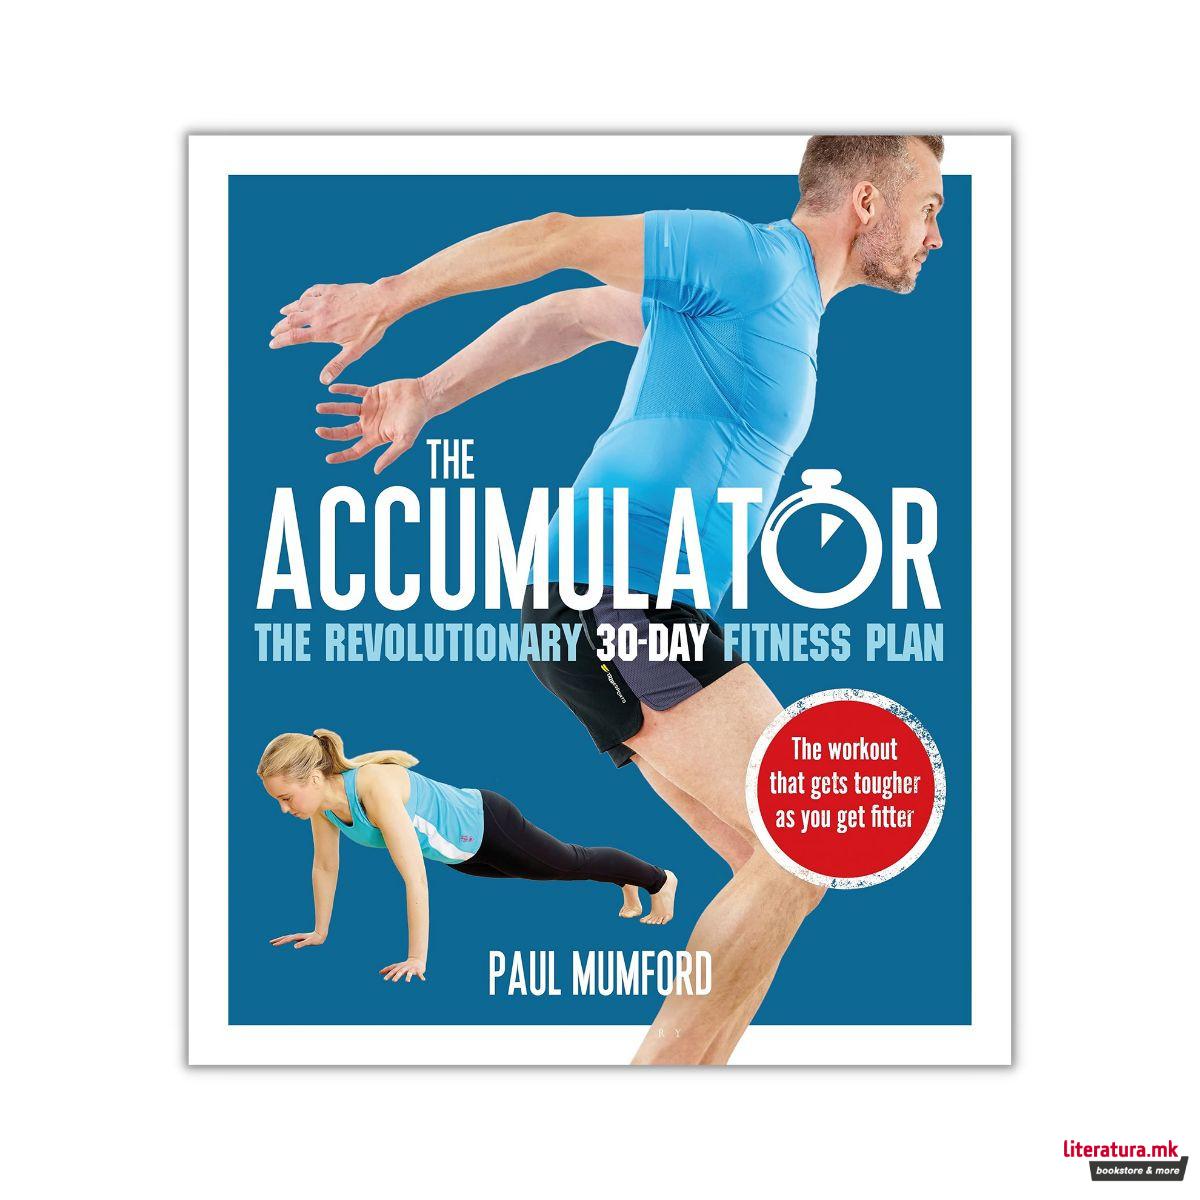 THE
ACCUMULATOR
THE REVOLUTIONARY 30-DAY FITNESS PLAN
The workout
that gets tougher
as you get fitter
PAUL MUMFORD
RY
literatura.mk
bookstore & more